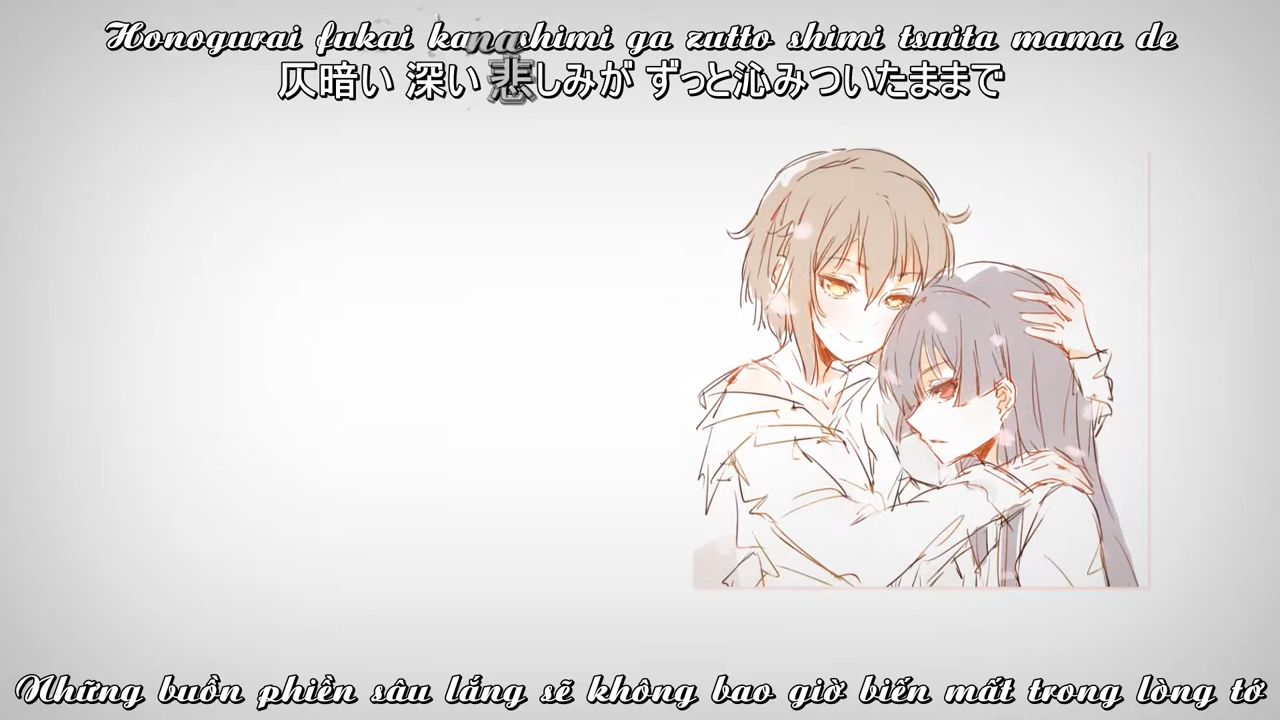 Honogurai fukai kanashimi ga zutto shimi tsuita mama de
仄暗い 深い 悲しみが ずっと沁みついたままで
Những buồn phiền sâu lắng sẽ không bao giờ biến mất trong lòng tớ